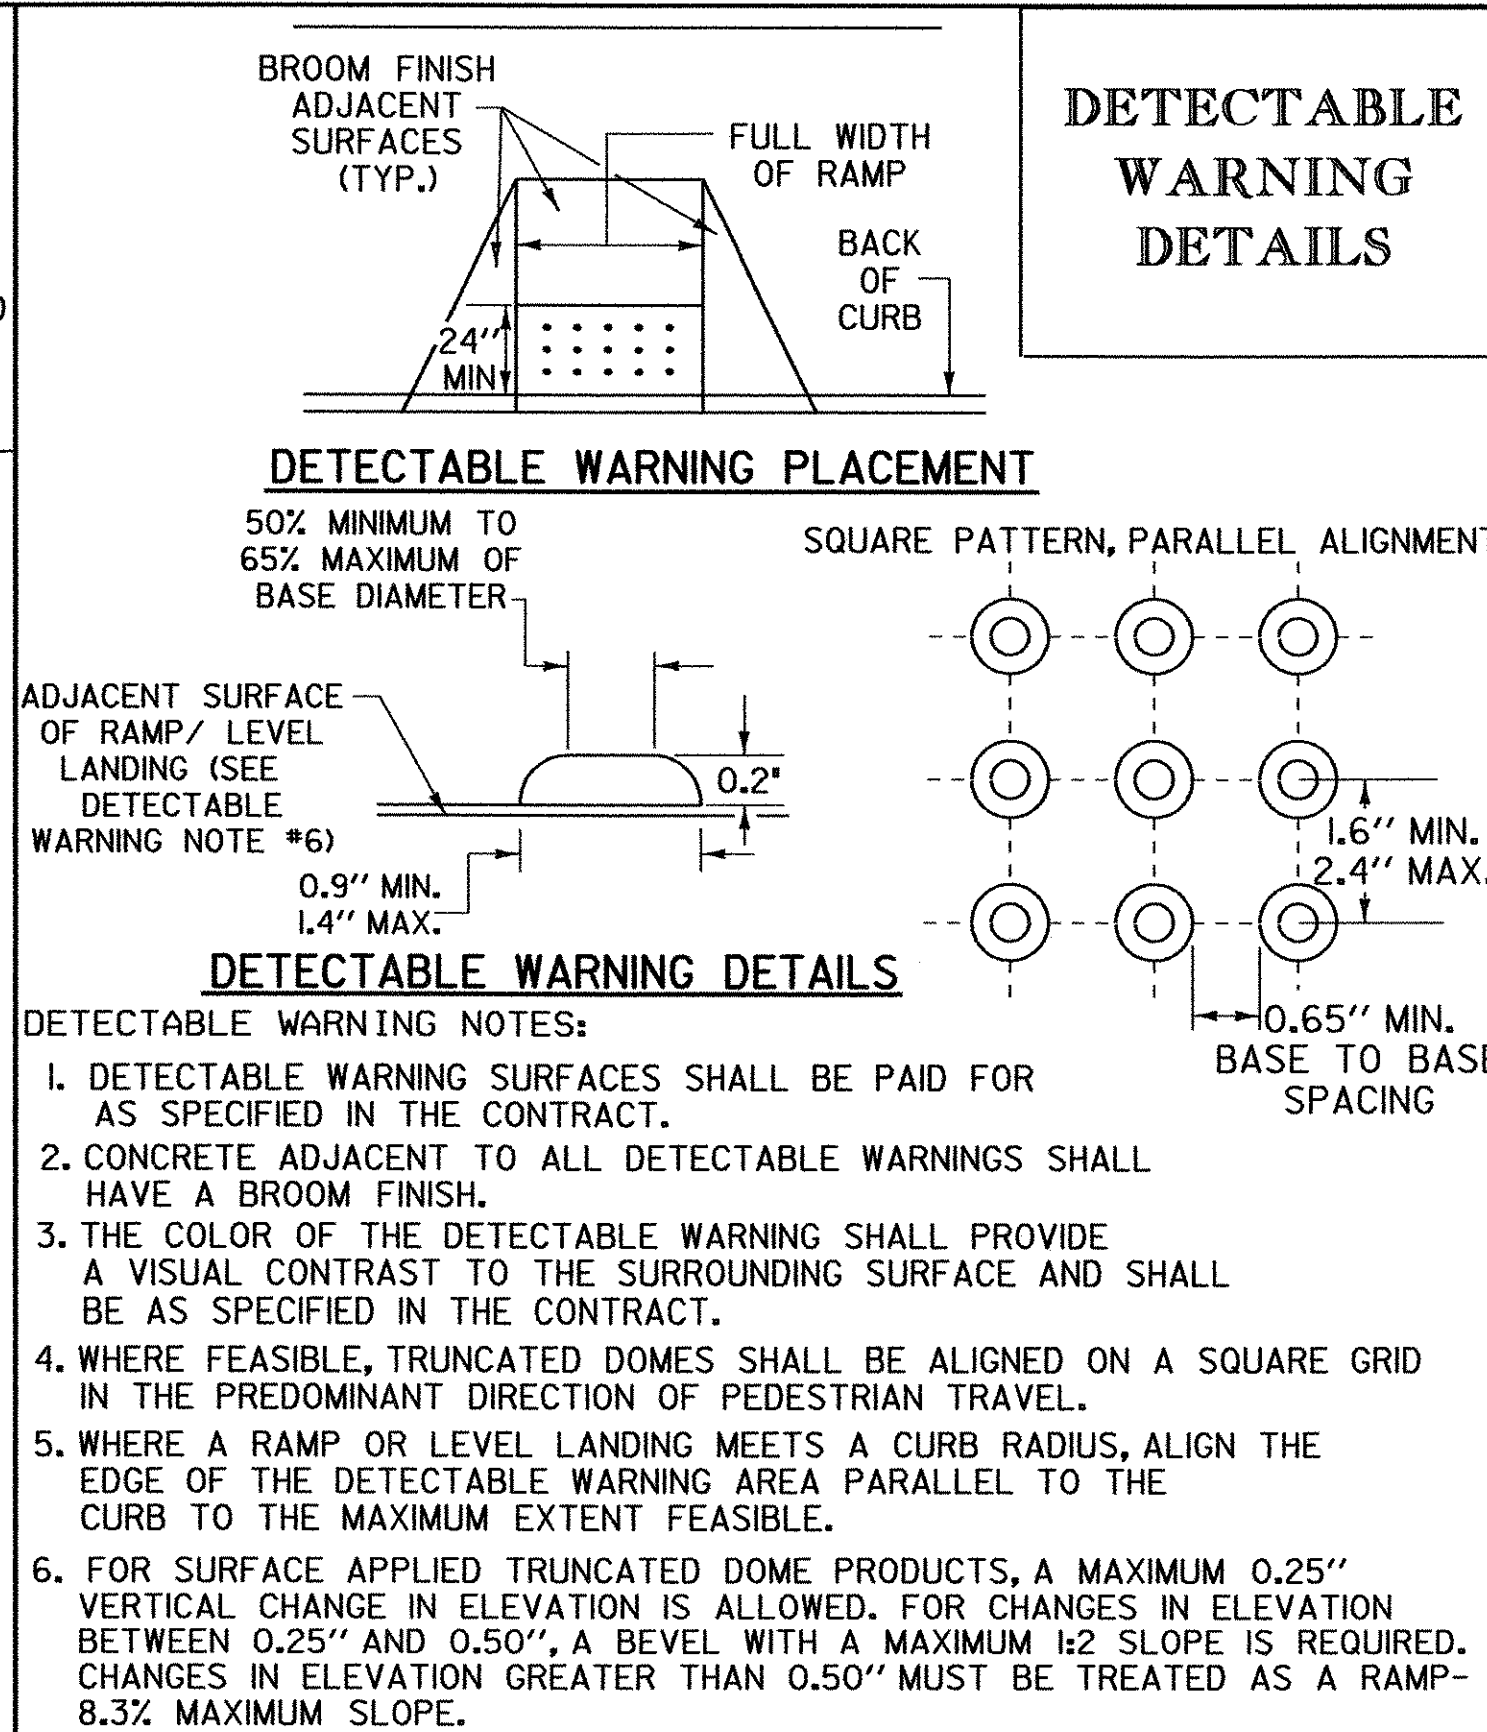 BROOM FINISH
ADJACENT
SURFACES
(TYP.)
FULL WIDTH
OF RAMP
BACK
OF
CURB
24''
MIN
DETECTABLE
WARNING
DETAILS
DETECTABLE WARNING PLACEMENT
50% MINIMUM TO
65% MAXIMUM OF
BASE DIAMETER
SQUARE PATTERN, PARALLEL ALIGNMENT
ADJACENT SURFACE
OF RAMP/ LEVEL
LANDING (SEE
DETECTABLE
WARNING NOTE #6)
0.2"
0.9'' MIN.
1.4'' MAX.
1.6'' MIN.
2.4'' MAX.
0.65'' MIN.
BASE TO BASE
SPACING
DETECTABLE WARNING DETAILS
DETECTABLE WARNING NOTES:
1. DETECTABLE WARNING SURFACES SHALL BE PAID FOR
AS SPECIFIED IN THE CONTRACT.
2. CONCRETE ADJACENT TO ALL DETECTABLE WARNINGS SHALL
HAVE A BROOM FINISH.
3. THE COLOR OF THE DETECTABLE WARNING SHALL PROVIDE
A VISUAL CONTRAST TO THE SURROUNDING SURFACE AND SHALL
BE AS SPECIFIED IN THE CONTRACT.
4. WHERE FEASIBLE, TRUNCATED DOMES SHALL BE ALIGNED ON A SQUARE GRID
IN THE PREDOMINANT DIRECTION OF PEDESTRIAN TRAVEL.
5. WHERE A RAMP OR LEVEL LANDING MEETS A CURB RADIUS, ALIGN THE
EDGE OF THE DETECTABLE WARNING AREA PARALLEL TO THE
CURB TO THE MAXIMUM EXTENT FEASIBLE.
6. FOR SURFACE APPLIED TRUNCATED DOME PRODUCTS, A MAXIMUM 0.25''
VERTICAL CHANGE IN ELEVATION IS ALLOWED. FOR CHANGES IN ELEVATION
BETWEEN 0.25'' AND 0.50'', A BEVEL WITH A MAXIMUM 1:2 SLOPE IS REQUIRED.
CHANGES IN ELEVATION GREATER THAN 0.50'' MUST BE TREATED AS A RAMP-
8.3% MAXIMUM SLOPE.